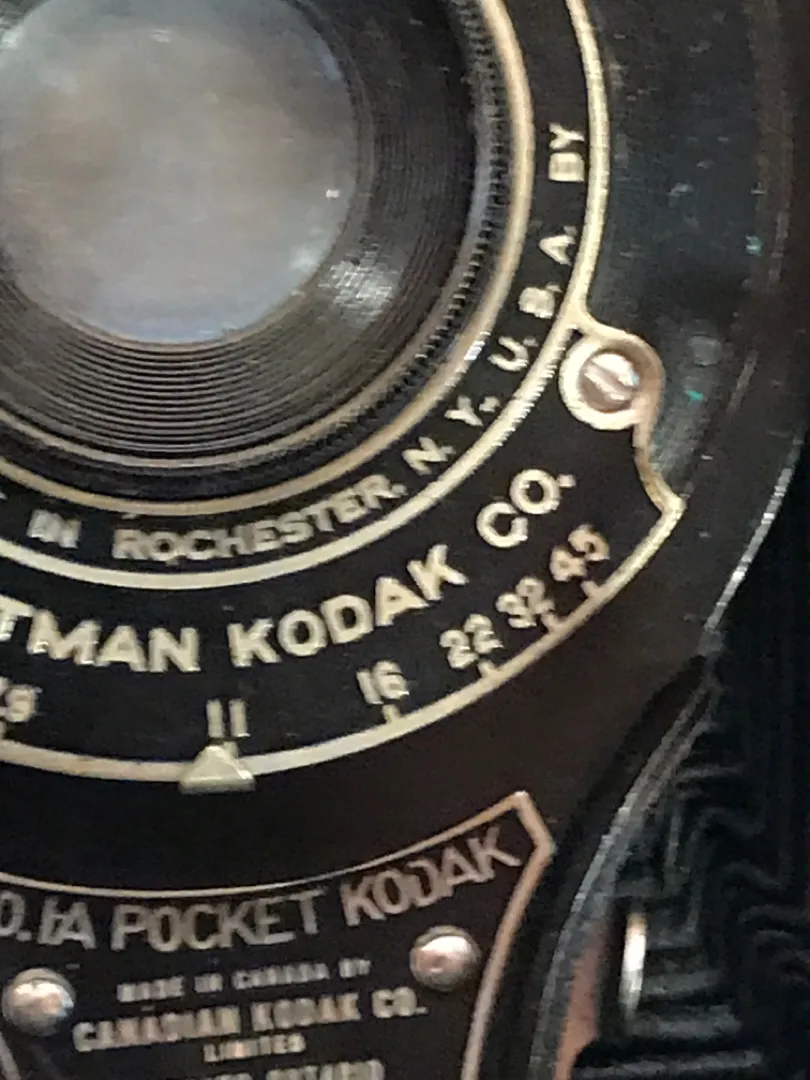 IN ROCHESTER. N. Y., U. S. A. BY
TMAN KODAK CO.
11 16 22 32 45
O. 1A POCKET KODAK
MADE IN CANADA BY
CANADIAN KODAK CO.
LIMITED
ONTARIO